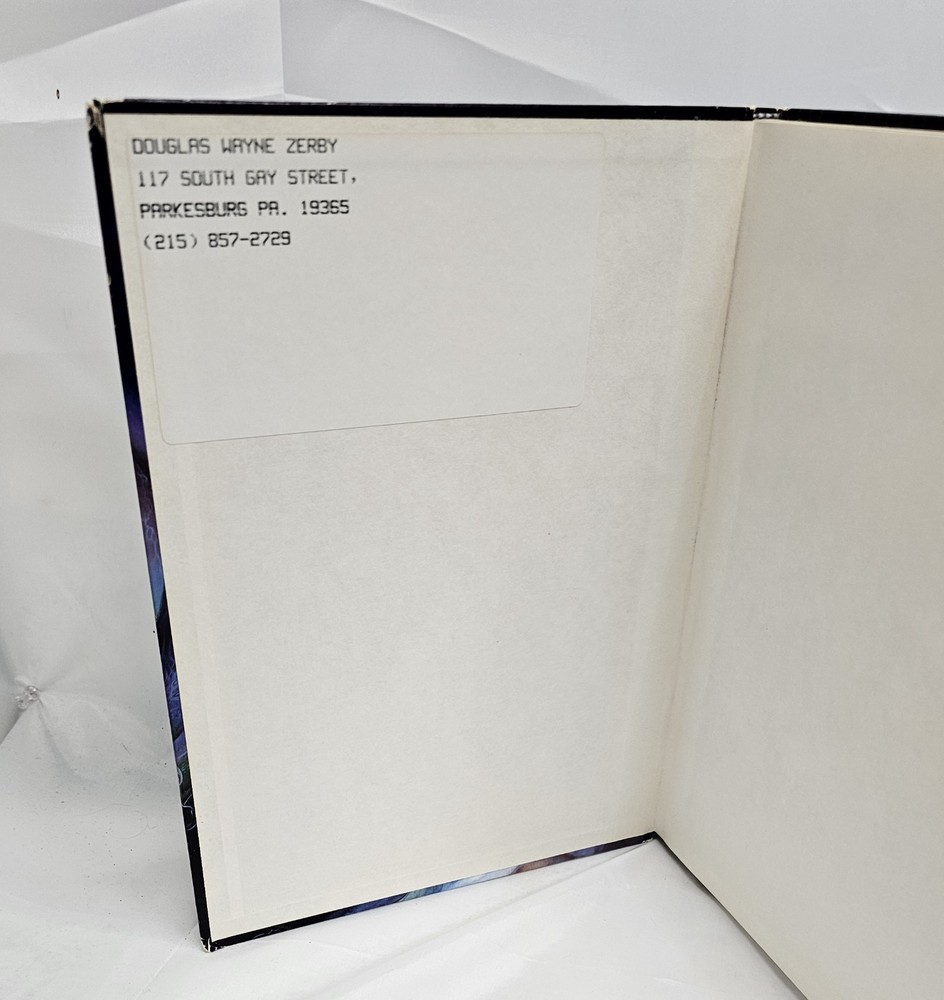 DOUGLAS WAYNE ZERBY
117 SOUTH GAY STREET,
PARKESBURG PA. 19365
(215) 857-2729